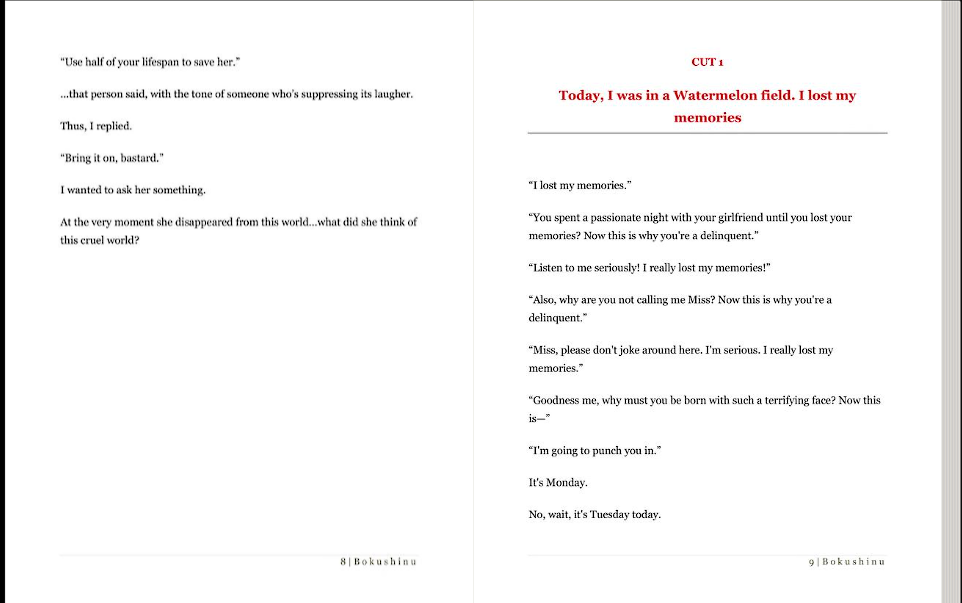 “Use half of your lifespan to save her.”
...that person said, with the tone of someone who's suppressing its laugher.
Thus, I replied.
“Bring it on, bastard.”
I wanted to ask her something.
At the very moment she disappeared from this world...what did she think of
this cruel world?
8 | Bokushinu
CUT 1
Today, I was in a Watermelon field. I lost my
memories
“I lost my memories.”
“You spent a passionate night with your girlfriend until you lost your
memories? Now this is why you're a delinquent.”
“Listen to me seriously! I really lost my memories!”
“Also, why are you not calling me Miss? Now this is why you're a
delinquent.”
“Miss, please don't joke around here. I'm serious. I really lost my
memories.”
“Goodness me, why must you be born with such a terrifying face? Now this
is—”
“I'm going to punch you in.”
It's Monday.
No, wait, it's Tuesday today.
9 | Bokushinu